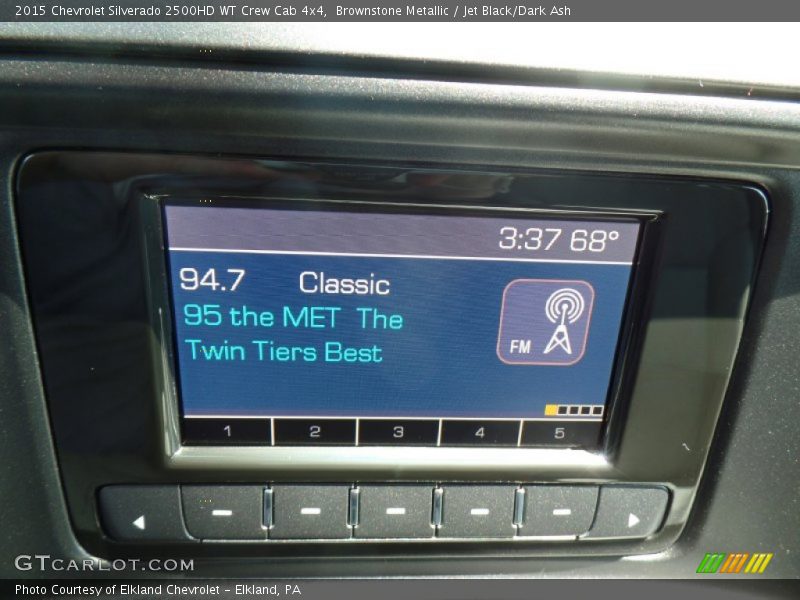 2015 Chevrolet Silverado 2500HD WT Crew Cab 4x4, Brownstone Metallic / Jet Black/Dark Ash
3:37 68°
94.7 Classic
95 the MET The
Twin Tiers Best
FM
1 2 3 4 5
GTCARLOT.COM
Photo Courtesy of Elkland Chevrolet - Elkland, PA